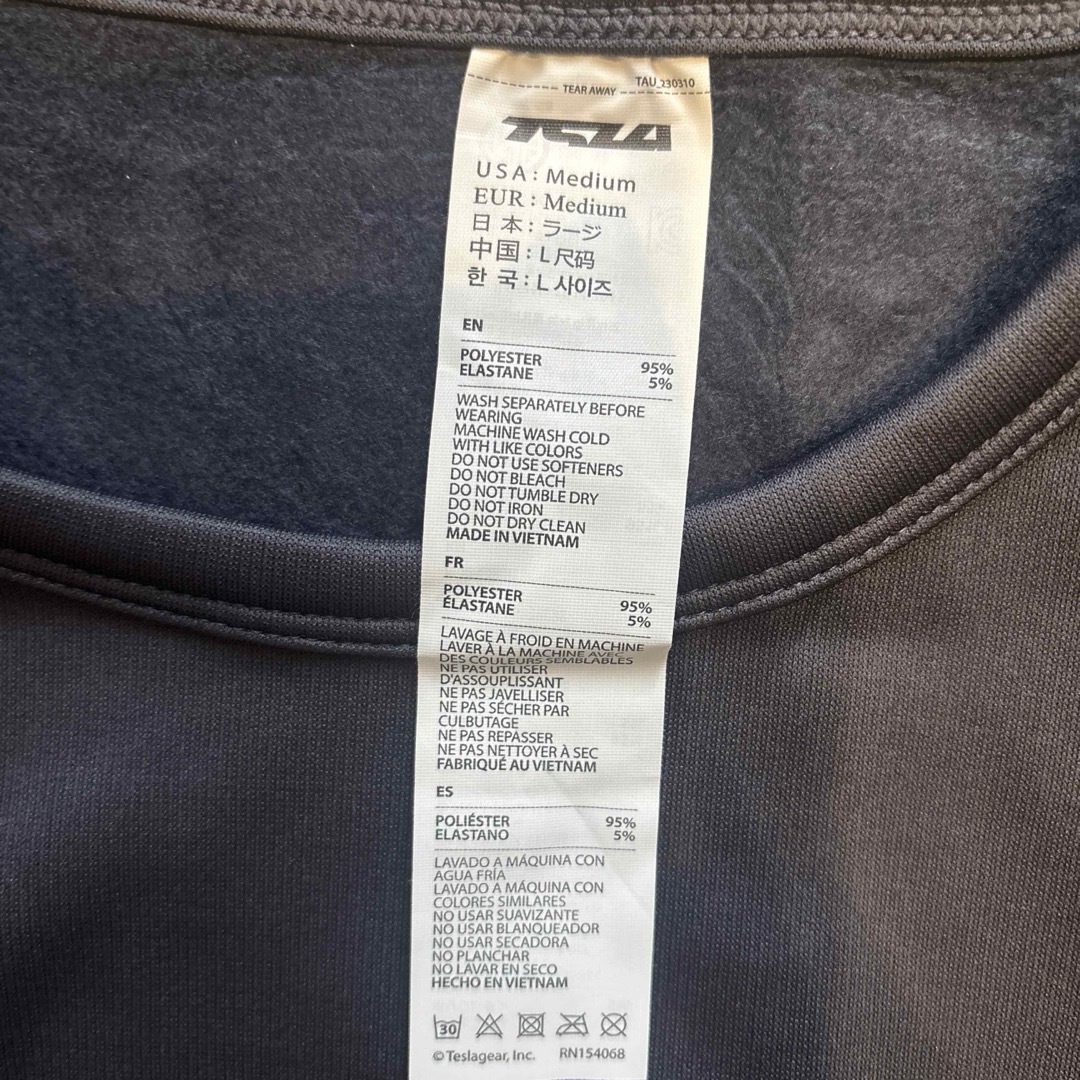 TEAR AWAY TAU_230310
TSLA
USA : Medium
EUR : Medium
日 本 : ラージ
中国 : L 尺码
한 국 : L 사이즈
EN
POLYESTER 95%
ELASTANE 5%
WASH SEPARATELY BEFORE
WEARING
MACHINE WASH COLD
WITH LIKE COLORS
DO NOT USE SOFTENERS
DO NOT BLEACH
DO NOT TUMBLE DRY
DO NOT IRON
DO NOT DRY CLEAN
MADE IN VIETNAM
FR
POLYESTER 95%
ÉLASTANE 5%
LAVAGE À FROID EN MACHINE
LAVER À LA MACHINE AVEC
DES COULEURS SEMBLABLES
NE PAS UTILISER
D'ASSOUPLISSANT
NE PAS JAVELLISER
NE PAS SÉCHER PAR
CULBUTAGE
NE PAS REPASSER
NE PAS NETTOYER À SEC
FABRIQUÉ AU VIETNAM
ES
POLIÉSTER 95%
ELASTANO 5%
LAVADO A MÁQUINA CON
AGUA FRÍA
LAVADO A MÁQUINA CON
COLORES SIMILARES
NO USAR SUAVIZANTE
NO USAR BLANQUEADOR
NO USAR SECADORA
NO PLANCHAR
NO LAVAR EN SECO
HECHO EN VIETNAM
30
© Teslagear, Inc. RN154068